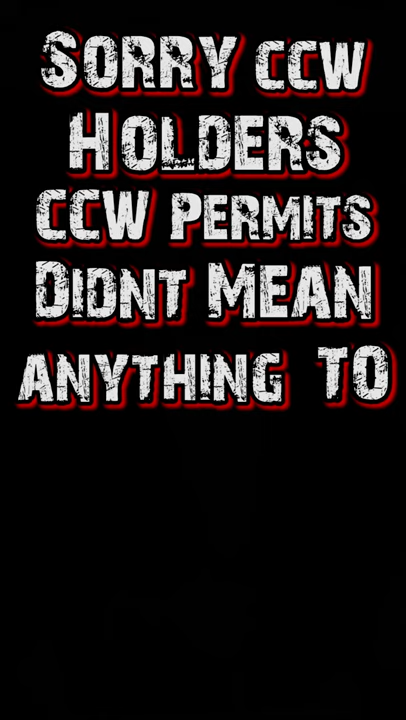 SORRY CCW
HOLDERS
CCW PERMITS
DIDNT MEAN
ANYTHING TO